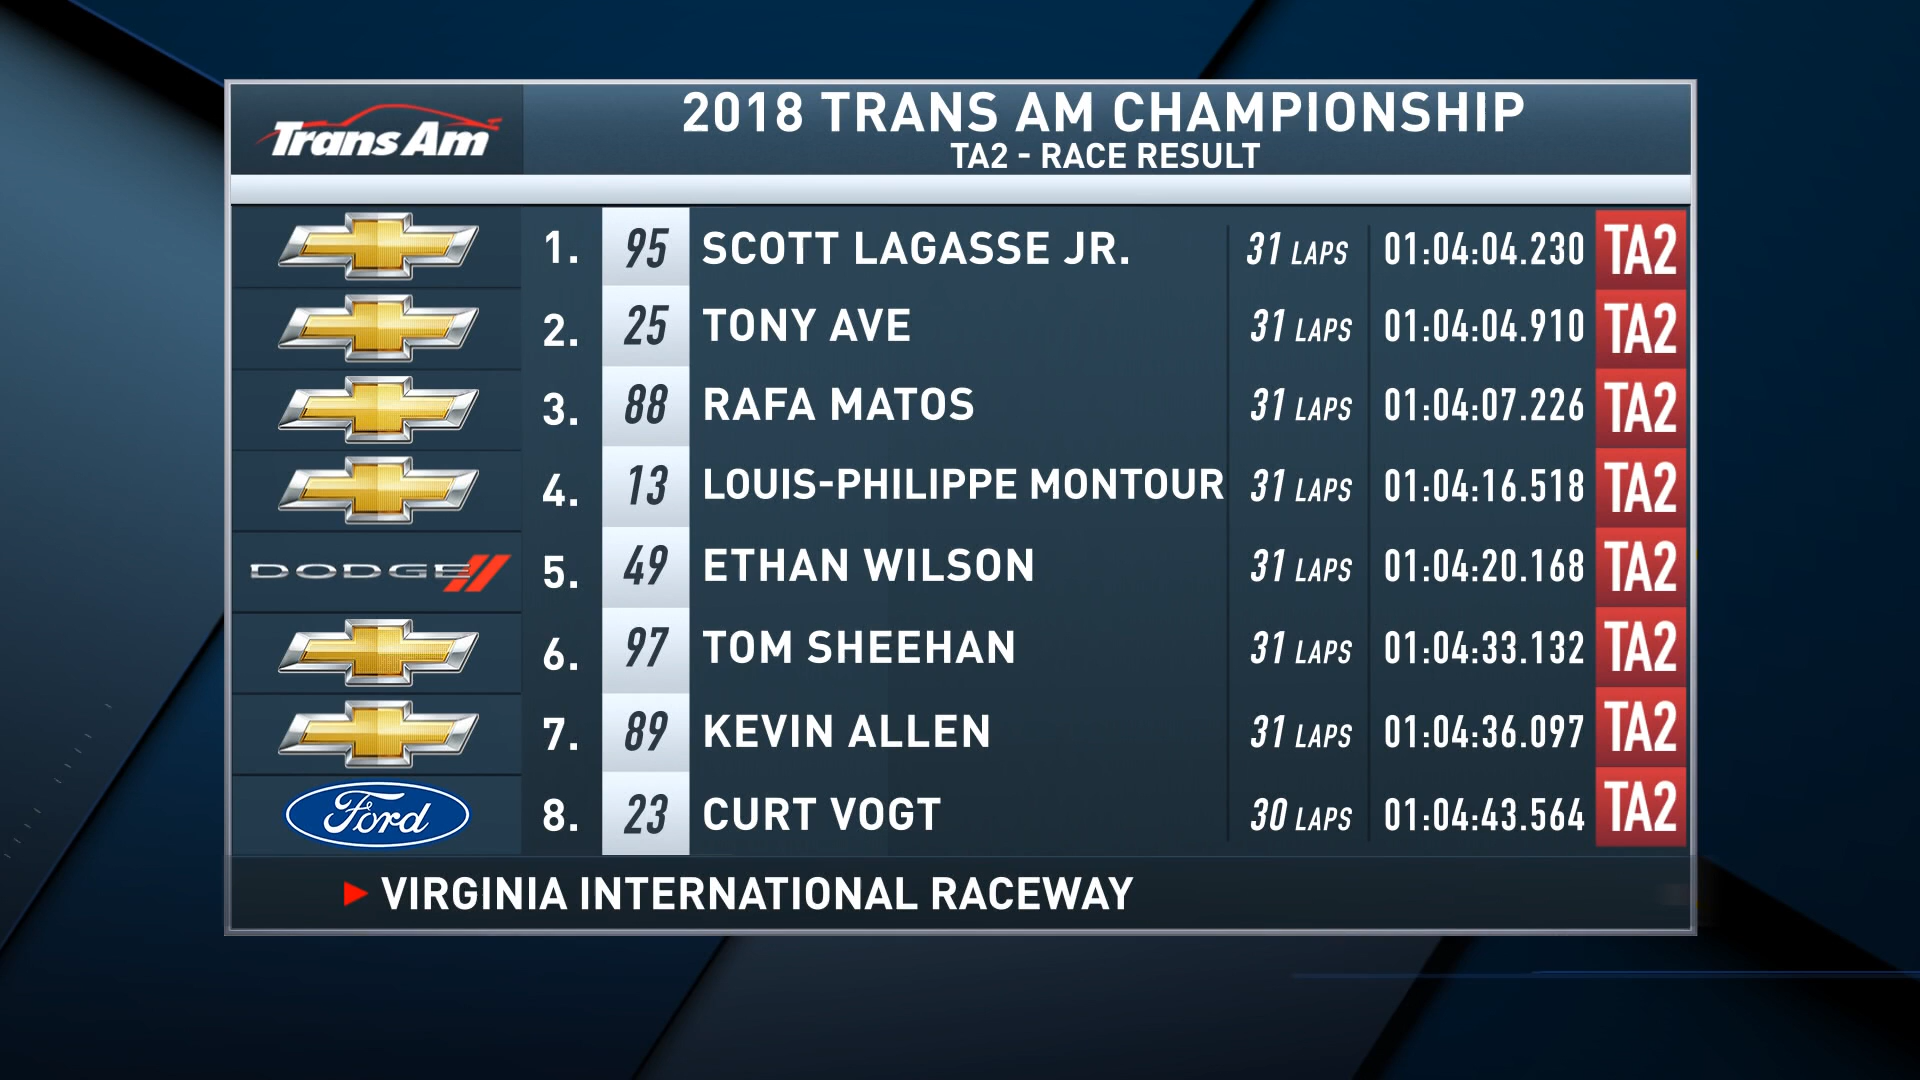 Trans Am
2018 TRANS AM CHAMPIONSHIP
TA2 - RACE RESULT
1. 95 SCOTT LAGASSE JR. 31 LAPS 01:04:04.230 TA2
2. 25 TONY AVE 31 LAPS 01:04:04.910 TA2
3. 88 RAFA MATOS 31 LAPS 01:04:07.226 TA2
4. 13 LOUIS-PHILIPPE MONTOUR 31 LAPS 01:04:16.518 TA2
DODGE 5. 49 ETHAN WILSON 31 LAPS 01:04:20.168 TA2
6. 97 TOM SHEEHAN 31 LAPS 01:04:33.132 TA2
7. 89 KEVIN ALLEN 31 LAPS 01:04:36.097 TA2
Ford 8. 23 CURT VOGT 30 LAPS 01:04:43.564 TA2
VIRGINIA INTERNATIONAL RACEWAY